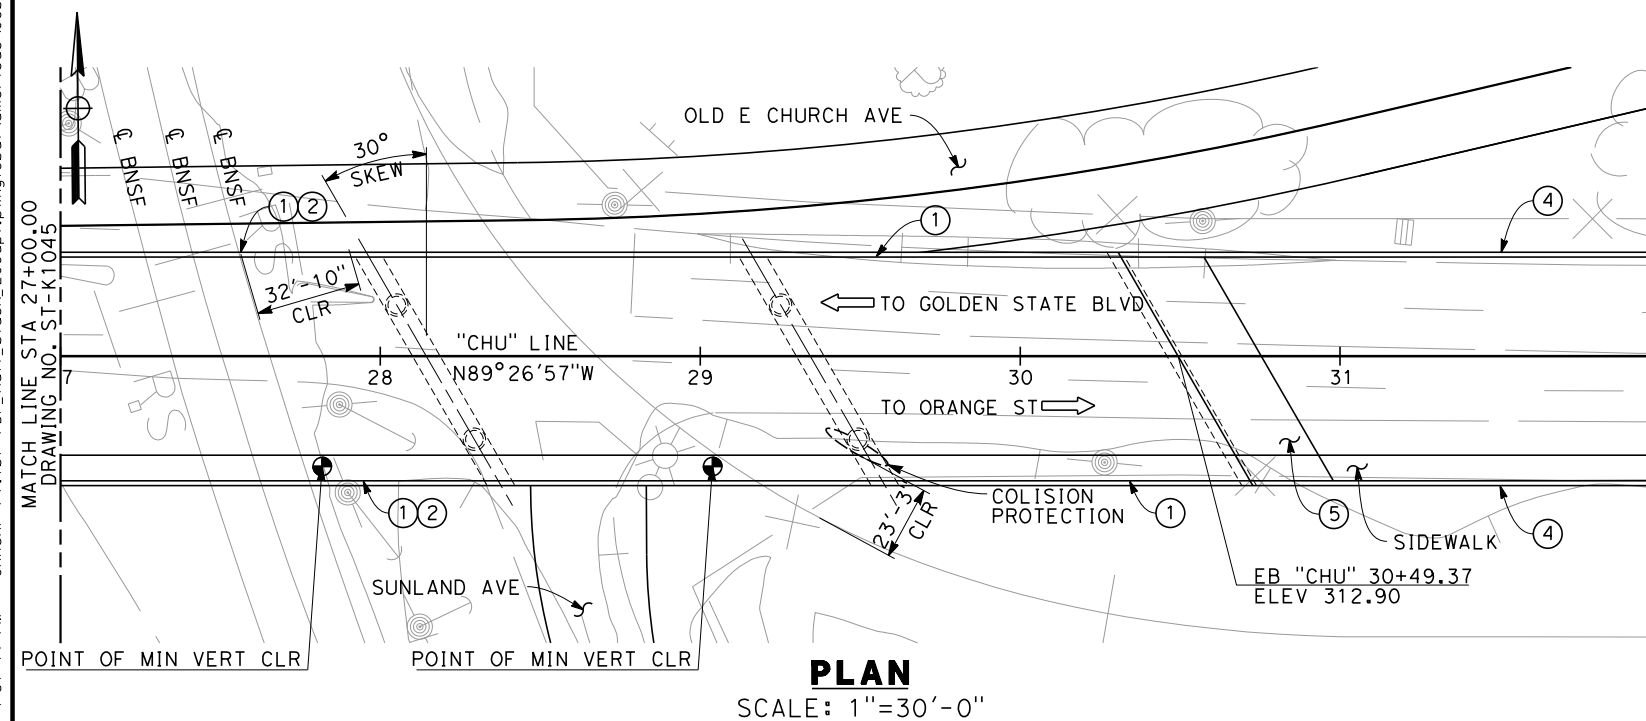 MATCH LINE STA 27+00.00
DRAWING NO. ST-K1045
℄ BNSF
℄ BNSF
℄ BNSF
30°
SKEW
OLD E CHURCH AVE
1 2
1
4
32'-10"
CLR
TO GOLDEN STATE BLVD
"CHU" LINE
N89°26'57"W
7
28
29
30
31
TO ORANGE ST
RS
1 2
COLISION
PROTECTION
23'-3"
CLR
1
5
SIDEWALK
4
SUNLAND AVE
EB "CHU" 30+49.37
ELEV 312.90
POINT OF MIN VERT CLR
POINT OF MIN VERT CLR
PLAN
SCALE: 1"=30'-0"